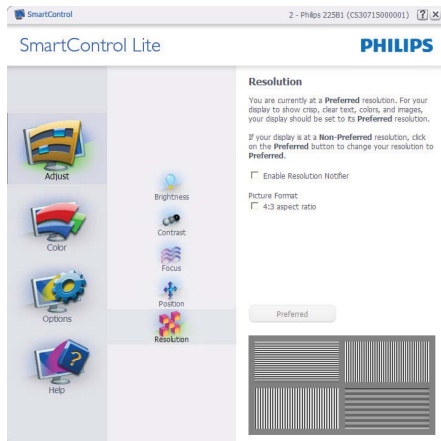 SmartControl
2 - Philips 225B1 (CS30715000001)
? X
SmartControl Lite
PHILIPS
Adjust
Color
Options
Help
Brightness
Contrast
Focus
Position
Resolution
Resolution
You are currently at a Preferred resolution. For your
display to show crisp, clear text, colors, and images,
your display should be set to its Preferred resolution.
If your display is at a Non-Preferred resolution, click
on the Preferred button to change your resolution to
Preferred.
Enable Resolution Notifier
Picture Format
4:3 aspect ratio
Preferred